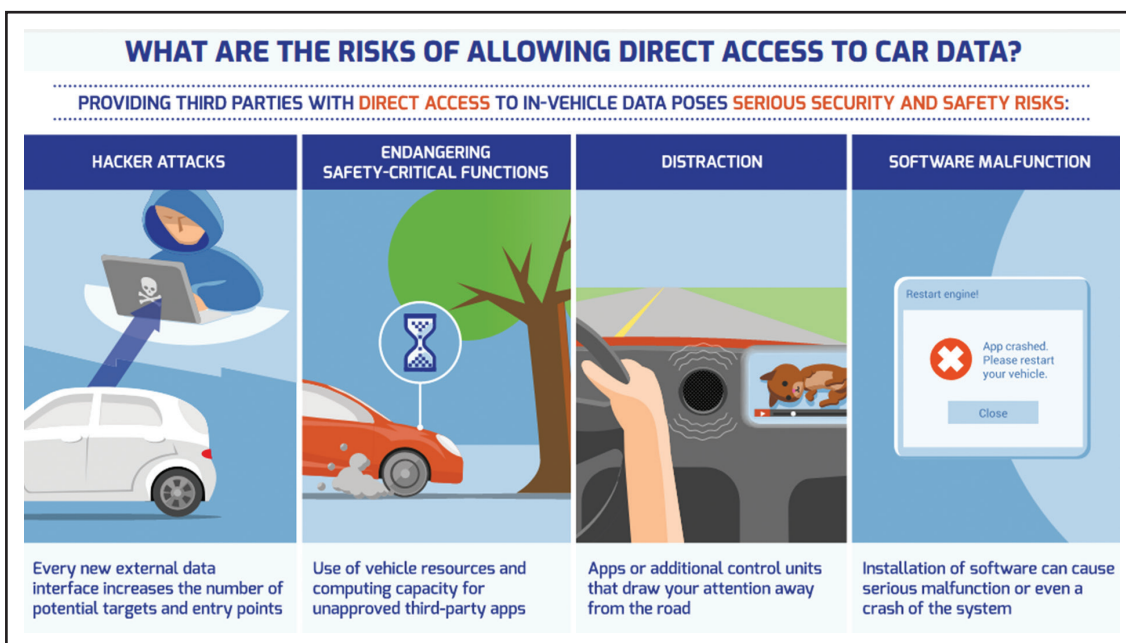 WHAT ARE THE RISKS OF ALLOWING DIRECT ACCESS TO CAR DATA?
PROVIDING THIRD PARTIES WITH DIRECT ACCESS TO IN-VEHICLE DATA POSES SERIOUS SECURITY AND SAFETY RISKS:
HACKER ATTACKS
Every new external data
interface increases the number of
potential targets and entry points
ENDANGERING
SAFETY-CRITICAL FUNCTIONS
Use of vehicle resources and
computing capacity for
unapproved third-party apps
DISTRACTION
Apps or additional control units
that draw your attention away
from the road
SOFTWARE MALFUNCTION
Restart engine!
App crashed.
Please restart
your vehicle.
Close
Installation of software can cause
serious malfunction or even a
crash of the system